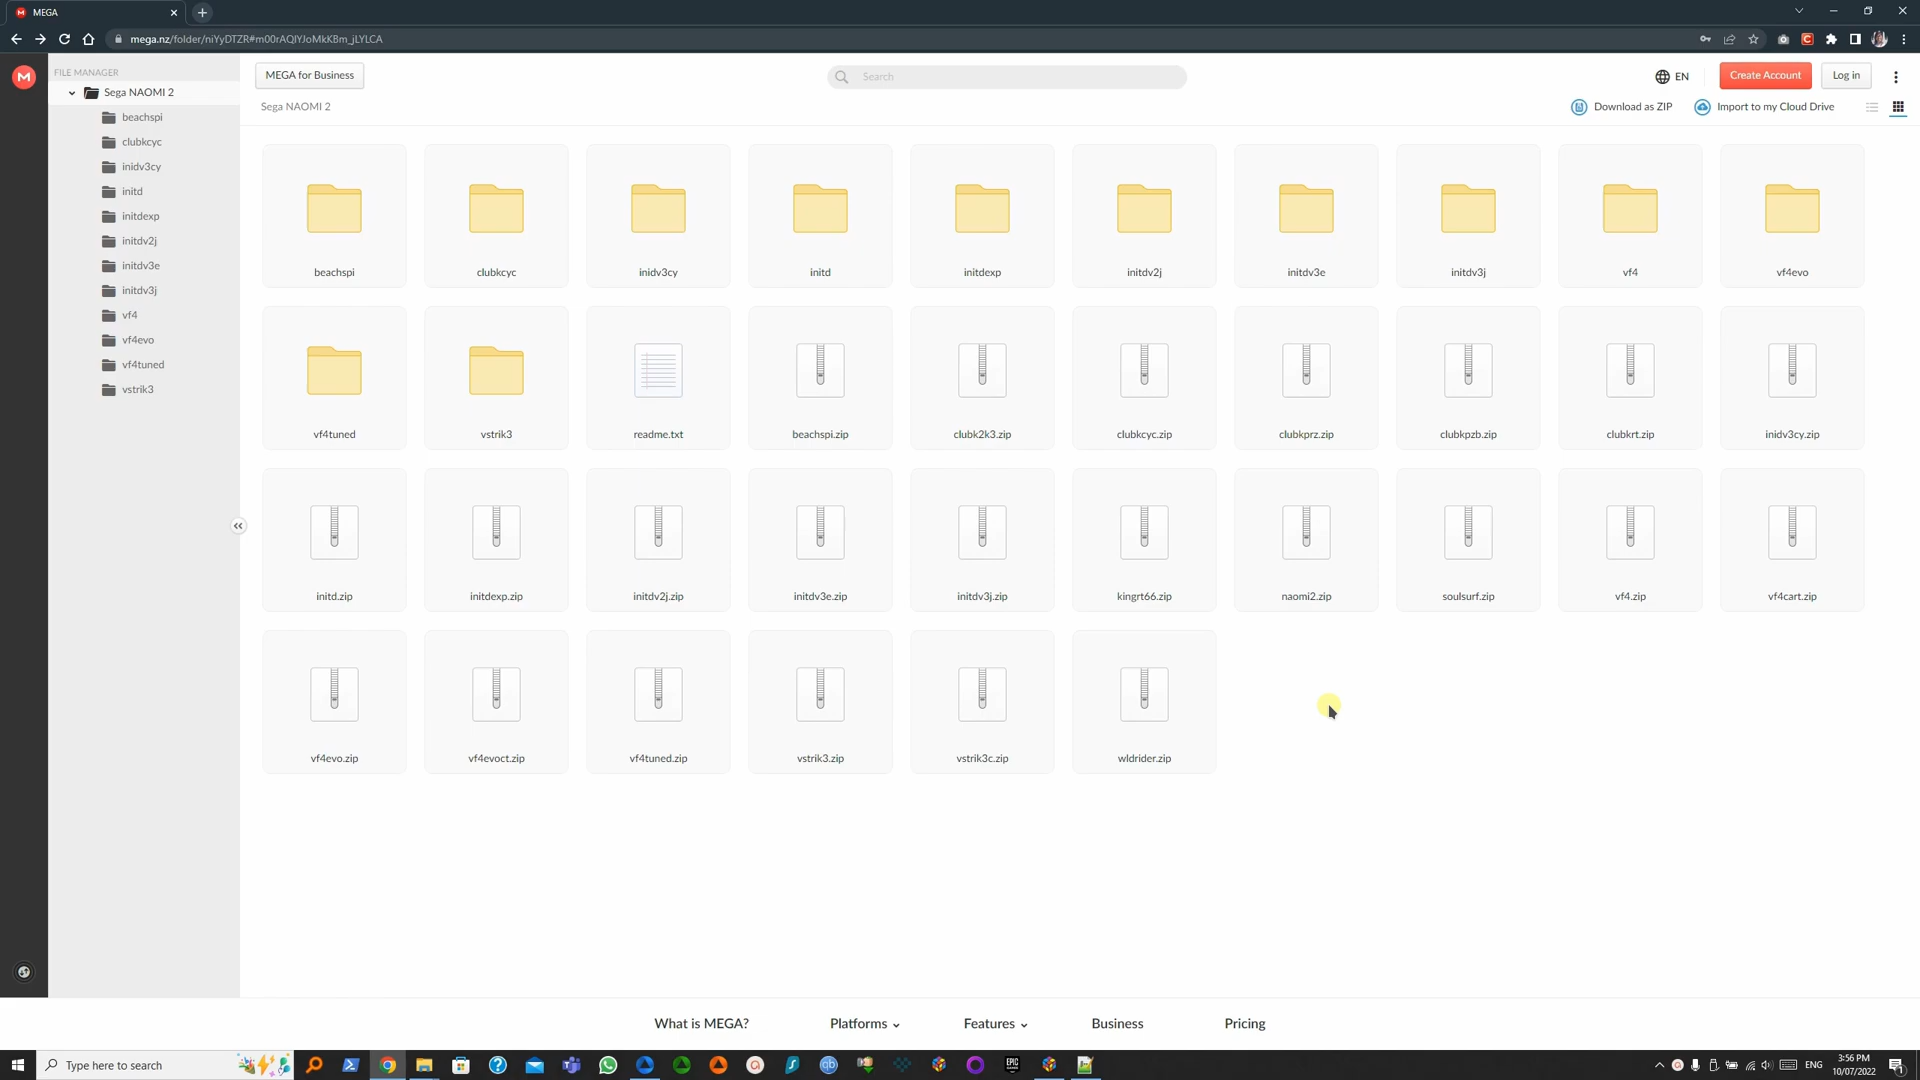 MEGA
mega.nz/folder/niYyDTZR#m00rAQlYJoMkKBm_jLYLCA
FILE MANAGER
Sega NAOMI 2
beachspi
clubkcyc
inidv3cy
initd
initdexp
initdv2j
initdv3e
initdv3j
vf4
vf4evo
vf4tuned
vstrik3
MEGA for Business
Search
EN
Create Account
Log in
Sega NAOMI 2
Download as ZIP
Import to my Cloud Drive
beachspi clubkcyc inidv3cy initd initdexp initdv2j initdv3e initdv3j vf4 vf4evo
vf4tuned vstrik3 readme.txt beachspi.zip clubk2k3.zip clubkcyc.zip clubkprz.zip clubkpzb.zip clubkrt.zip inidv3cy.zip
initd.zip initdexp.zip initdv2j.zip initdv3e.zip initdv3j.zip kingrt66.zip naomi2.zip soulsurf.zip vf4.zip vf4cart.zip
vf4evo.zip vf4evoct.zip vf4tuned.zip vstrik3.zip vstrik3c.zip wldrider.zip
What is MEGA? Platforms Features Business Pricing
Type here to search
ENG
3:56 PM
10/07/2022